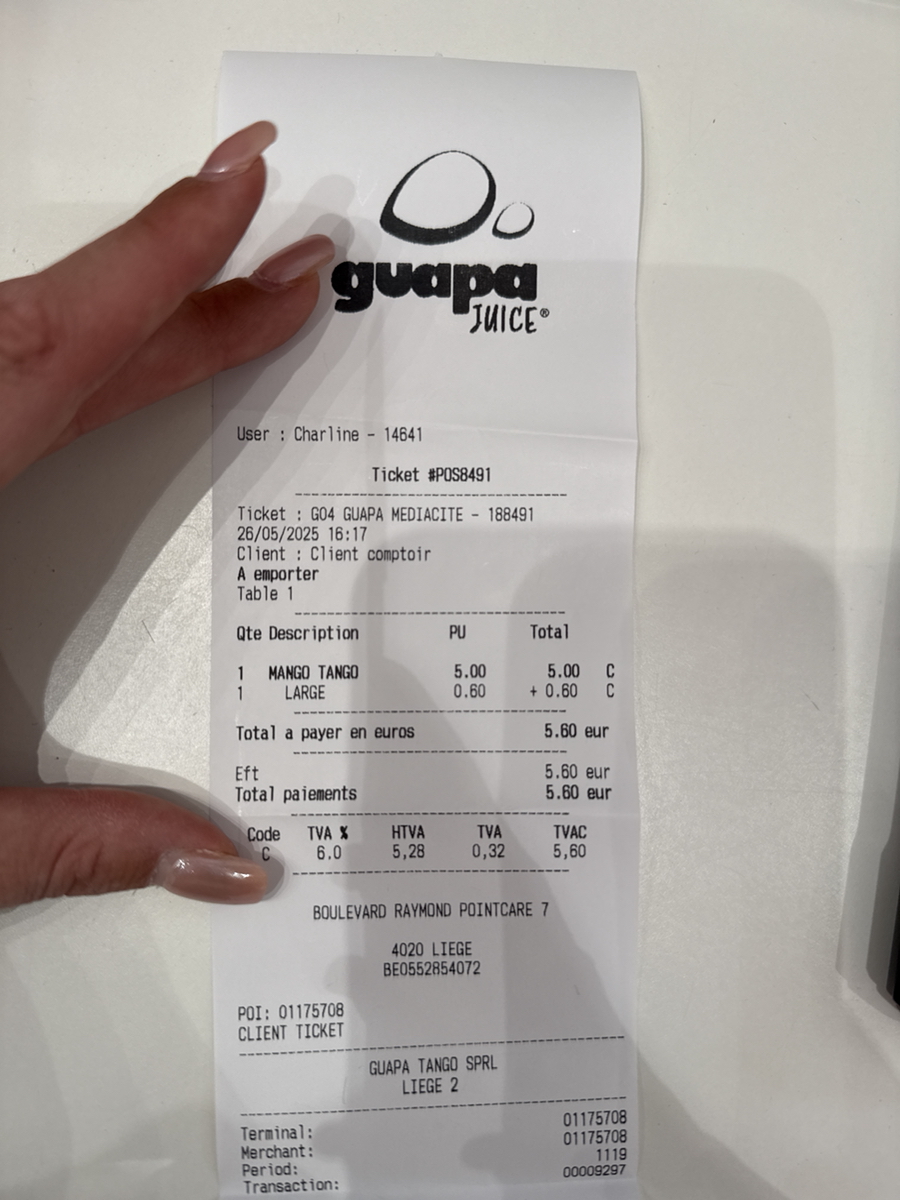 guapa
JUICE®
User : Charline - 14641
Ticket #POS8491
Ticket : GO4 GUAPA MEDIACITE - 188491
26/05/2025 16:17
Client : Client comptoir
A emporter
Table 1
Qte Description PU Total
1 MANGO TANGO 5.00 5.00 C
1 LARGE 0.60 + 0.60 C
Total a payer en euros 5.60 eur
Eft 5.60 eur
Total paiements 5.60 eur
Code TVA % HTVA TVA TVAC
C 6.0 5,28 0,32 5,60
BOULEVARD RAYMOND POINTCARE 7
4020 LIEGE
BE0552854072
POI: 01175708
CLIENT TICKET
GUAPA TANGO SPRL
LIEGE 2
Terminal: 01175708
Merchant: 01175708
Period: 1119
Transaction: 00009297